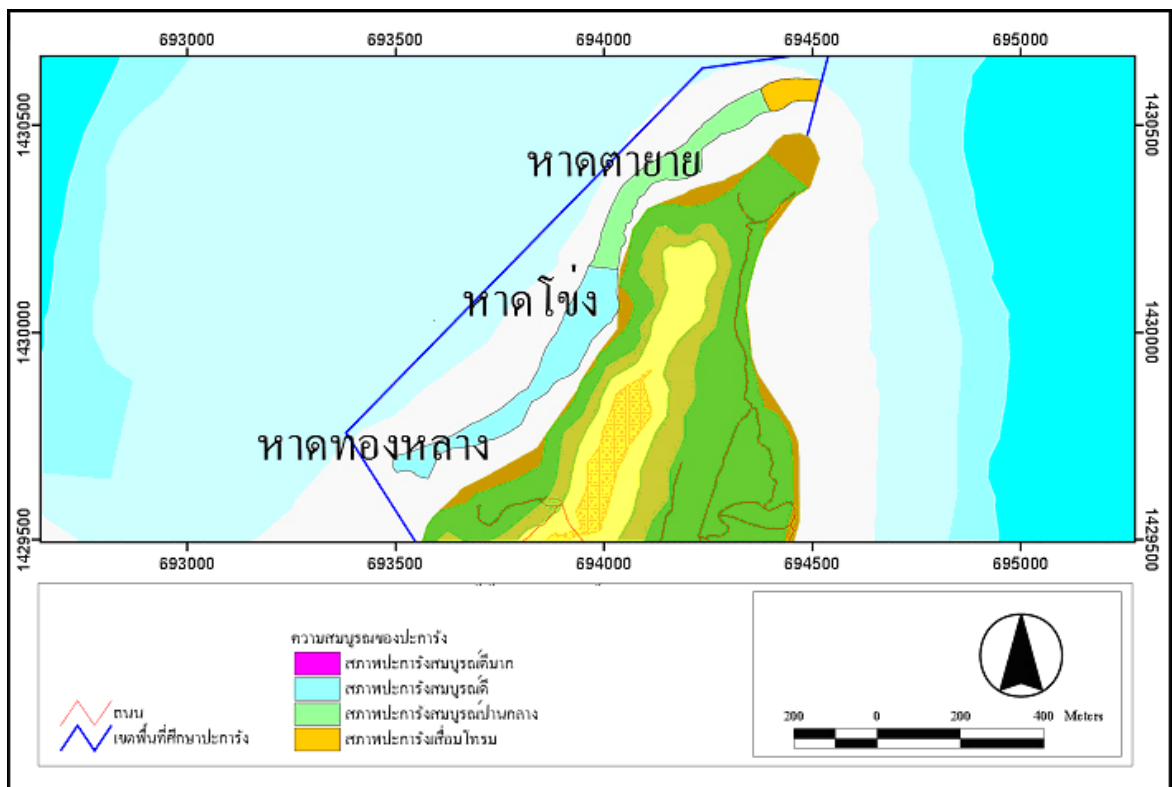 693000 693500 694000 694500 695000
1430500 1430500
หาดตายาย
หาดโข่ง
1430000 1430000
หาดทองหลาง
1429500 1429500
693000 693500 694000 694500 695000
ความสมบูรณของปะการัง
สภาพปะการังสมบูรณ์ดีมาก
สภาพปะการังสมบูรณ์ดี
สภาพปะการังสมบูรณ์ปานกลาง
สภาพปะการังเสื่อมโทรม
ถนน
เขตพื้นที่ศึกษาปะการัง
200 0 200 400 Meters